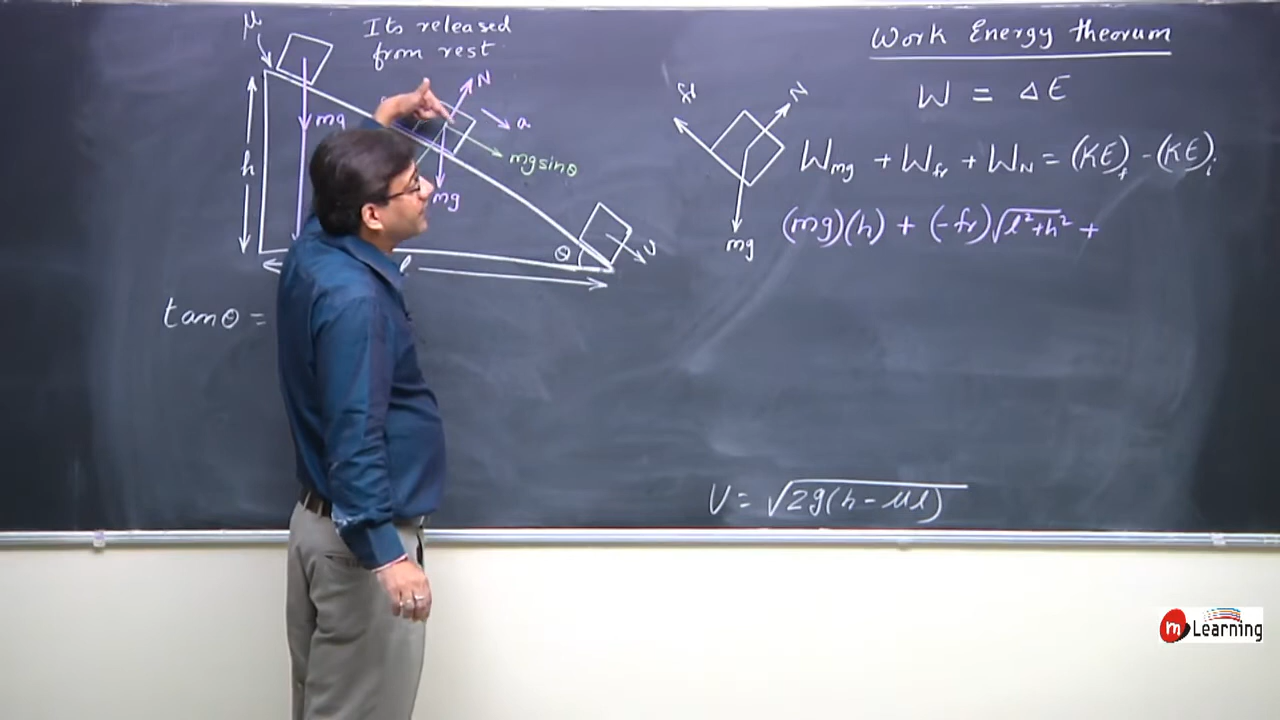 Its released
from rest
μ
N
a
mg
mgsinθ
h
mg
θ
v
l
tanθ =
Work Energy Theorum
W = ΔE
fr
N
mg
W_mg + W_fr + W_N = (KE)_f - (KE)_i
(mg)(h) + (-fr)√l²+h² +
V = √2g(h - μl)
m Learning